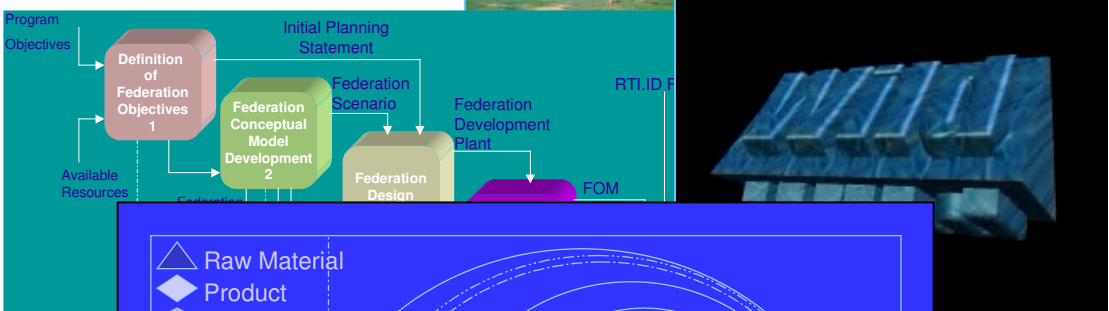 Program
Objectives
Definition
of
Federation
Objectives
1
Initial Planning
Statement
Available
Resources
Federation
Conceptual
Model
Development
2
Federation
Scenario
Federation
Design
Federation
Development
Plant
FOM
RTI.ID
Federation
Raw Material
Product